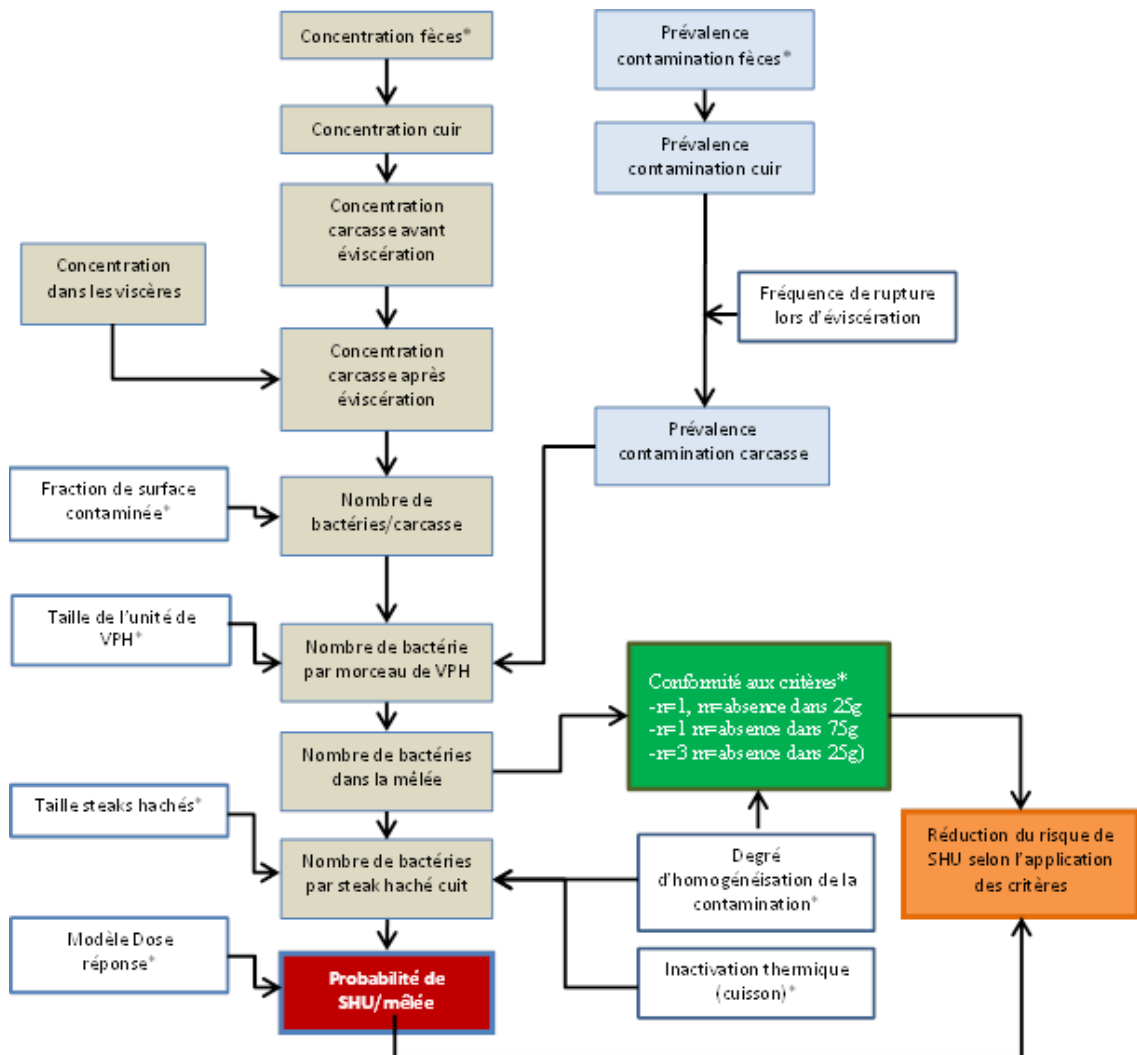 Concentration fèces*
Prévalence
contamination fèces*
Concentration cuir
Prévalence
contamination cuir
Concentration
carcasse avant
éviscération
Concentration
dans les viscères
Fréquence de rupture
lors d'éviscération
Concentration
carcasse après
éviscération
Prévalence
contamination carcasse
Fraction de surface
contaminée*
Nombre de
bactéries/carcasse
Taille de l'unité de
VPH*
Nombre de bactérie
par morceau de VPH
Conformité aux critères*
-n=1, m=absence dans 25g
-n=1 m=absence dans 75g
-n=3 m=absence dans 25g)
Nombre de bactéries
dans la mêlée
Taille steaks hachés*
Nombre de bactéries
par steak haché cuit
Degré
d'homogénéisation de la
contamination*
Réduction du risque de
SHU selon l'application
des critères
Modèle Dose
réponse*
Probabilité de
SHU/mêlée
Inactivation thermique
(cuisson)*